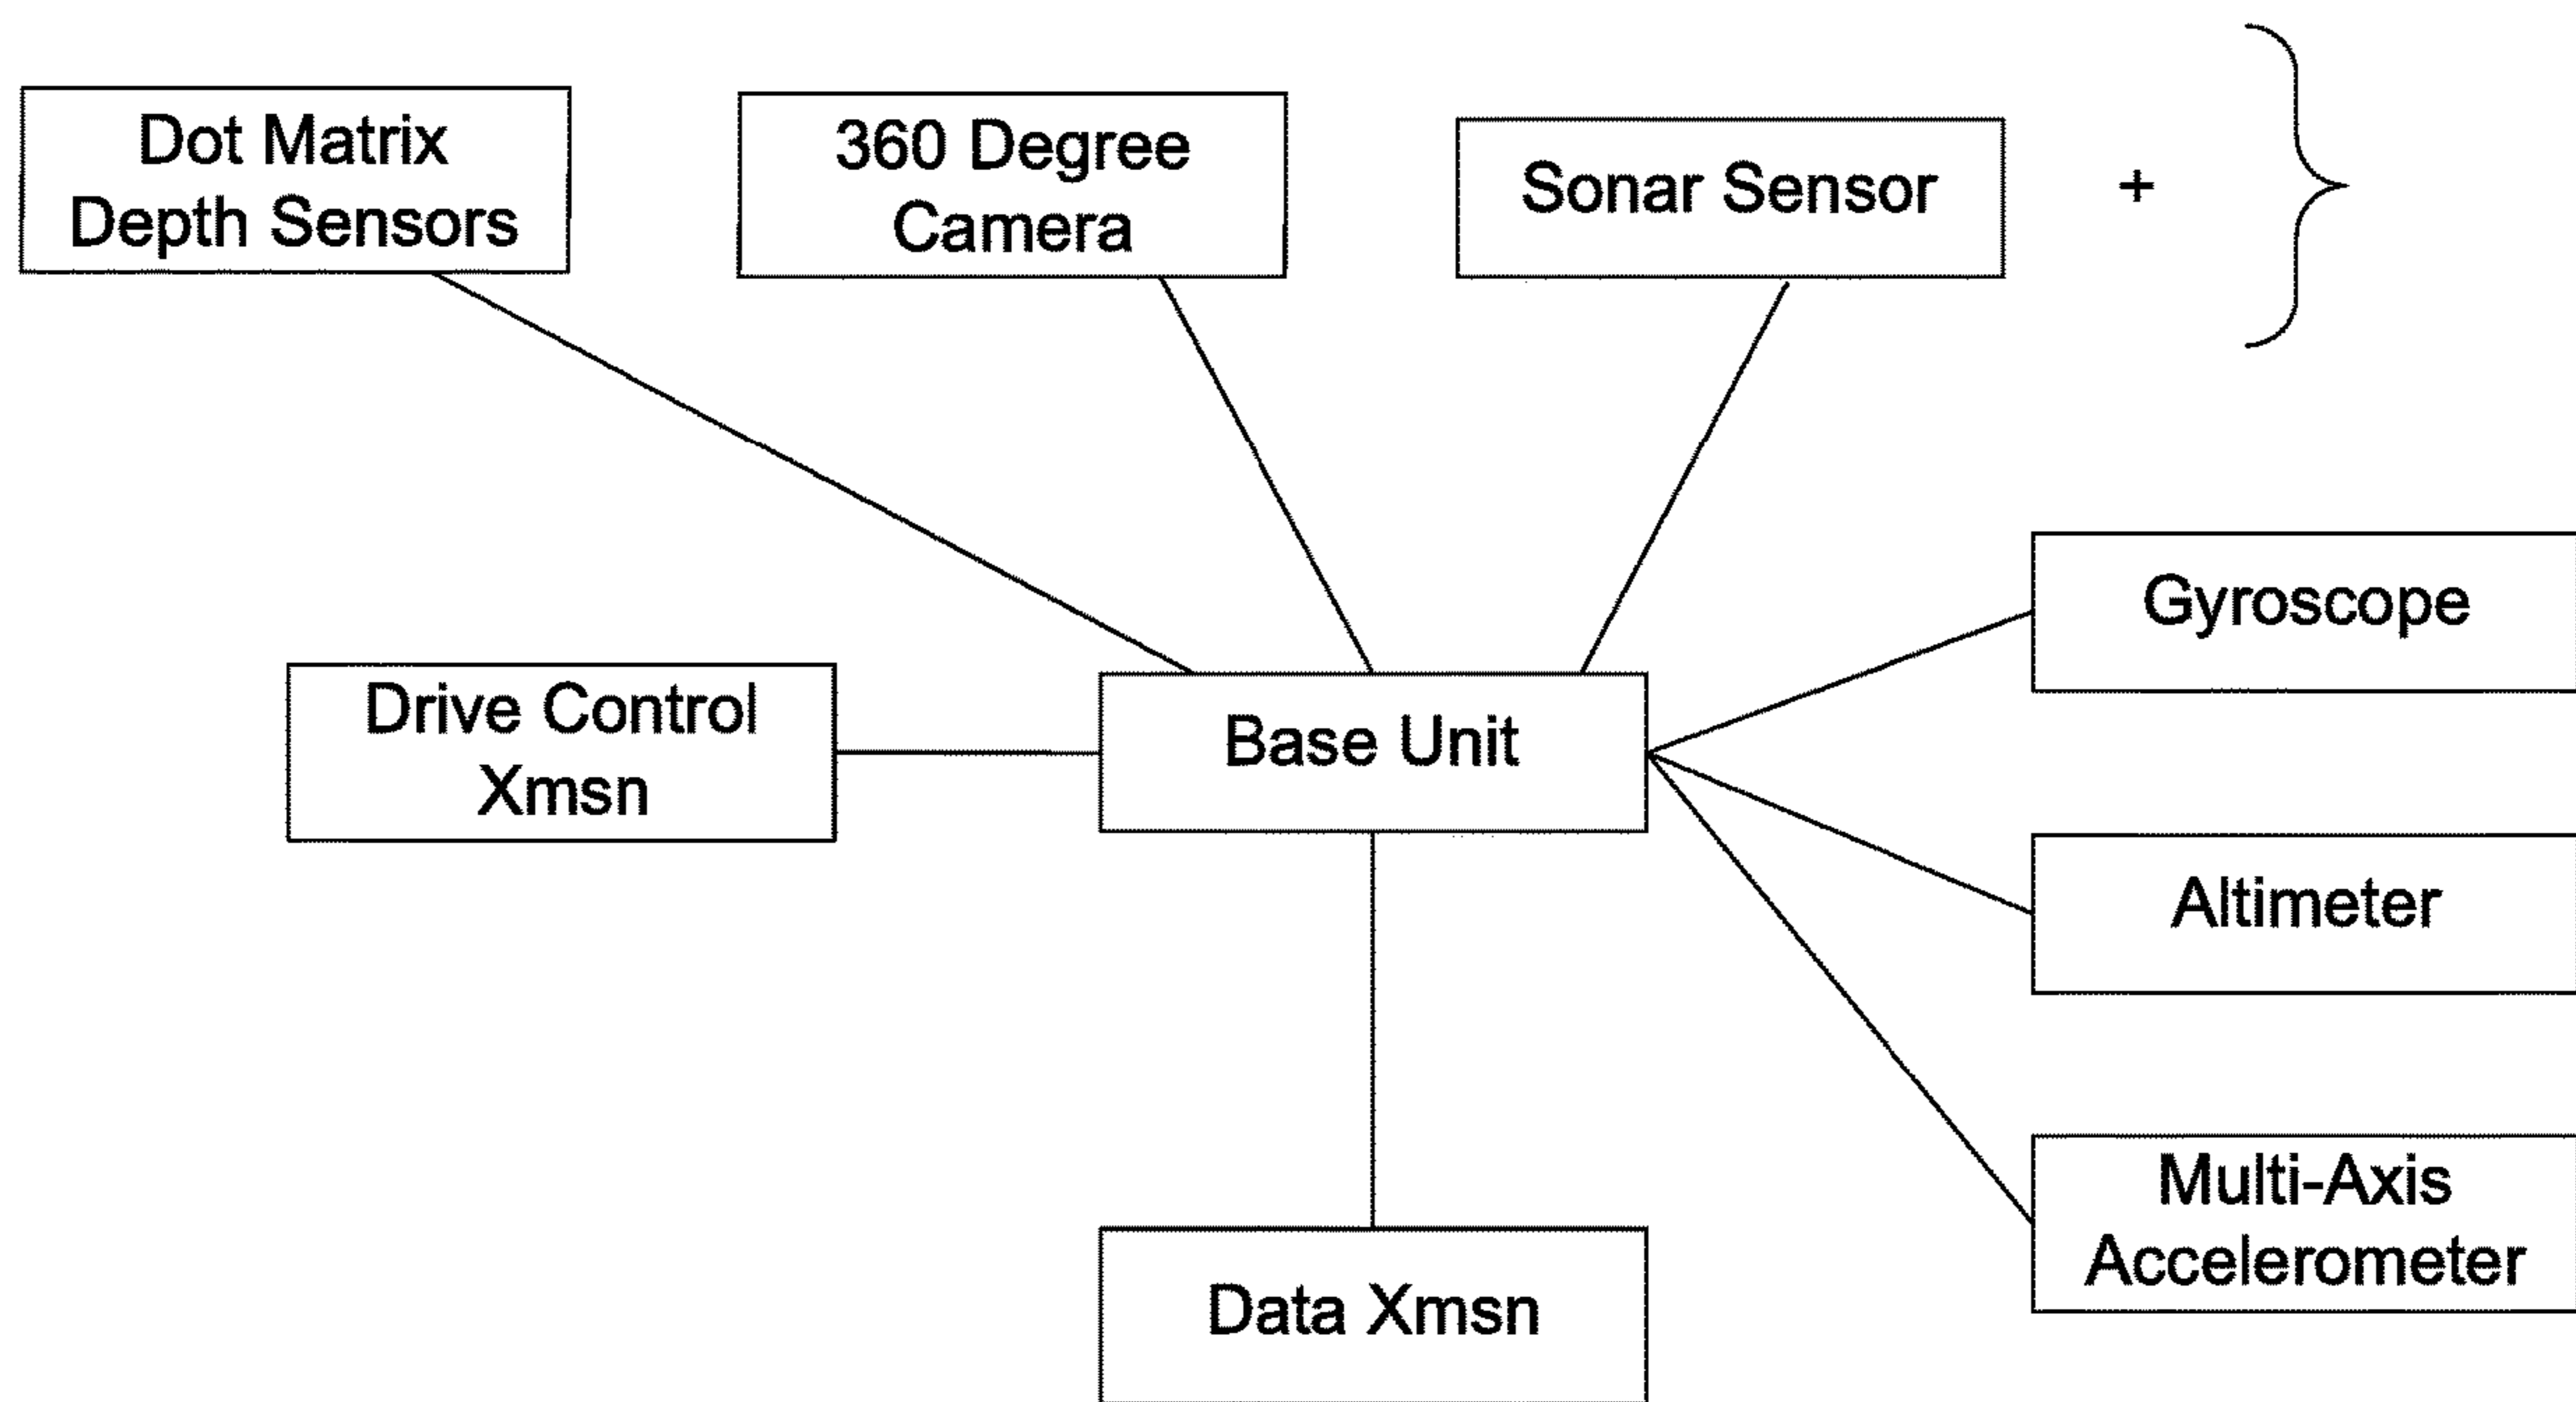 Dot Matrix
Depth Sensors
360 Degree
Camera
Sonar Sensor
+
Gyroscope
Drive Control
Xmsn
Base Unit
Altimeter
Multi-Axis
Accelerometer
Data Xmsn